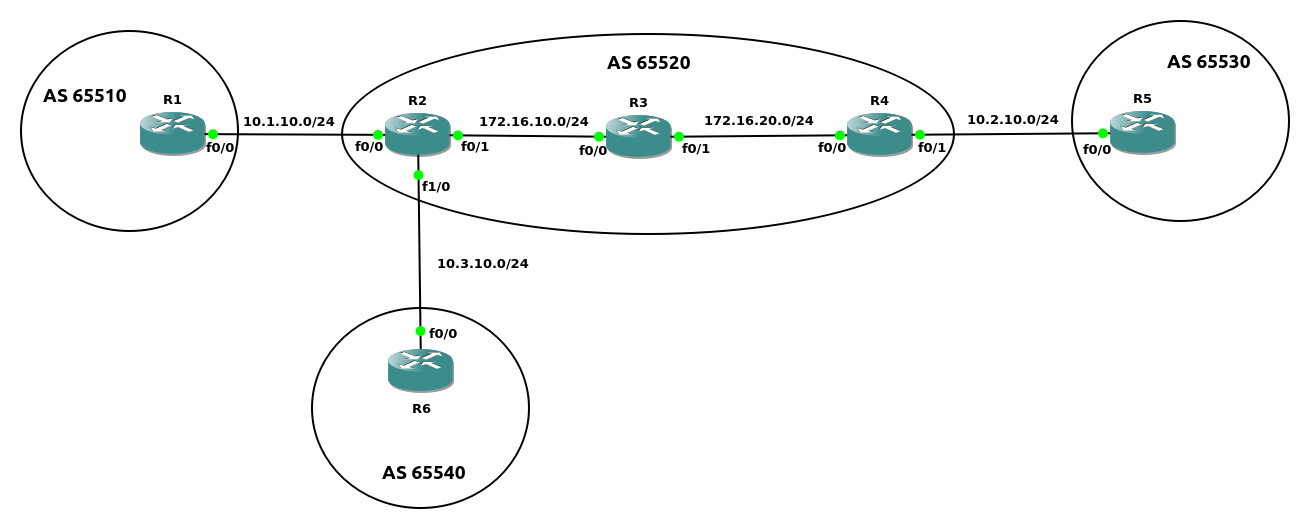 AS 65520
AS 65530
AS 65510
R1
R2
R3
R4
R5
10.1.10.0/24
172.16.10.0/24
172.16.20.0/24
10.2.10.0/24
f0/0
f0/0
f0/1
f0/0
f0/1
f0/0
f0/1
f0/0
f1/0
10.3.10.0/24
f0/0
R6
AS 65540